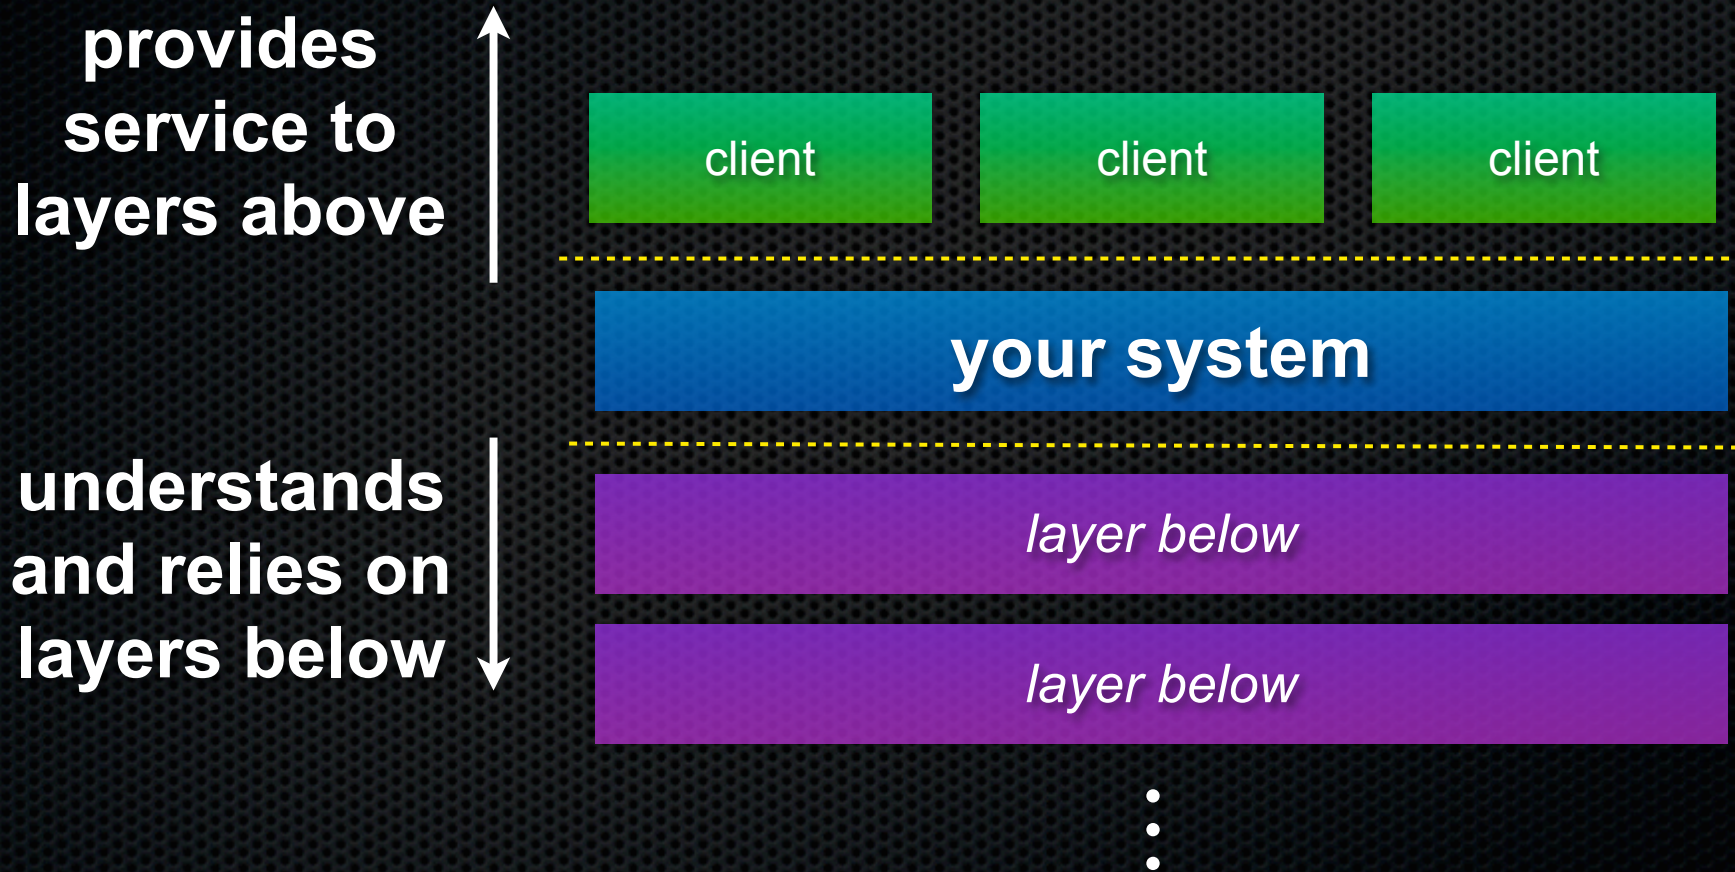 provides
service to
layers above
client
client
client
your system
understands
and relies on
layers below
layer below
layer below